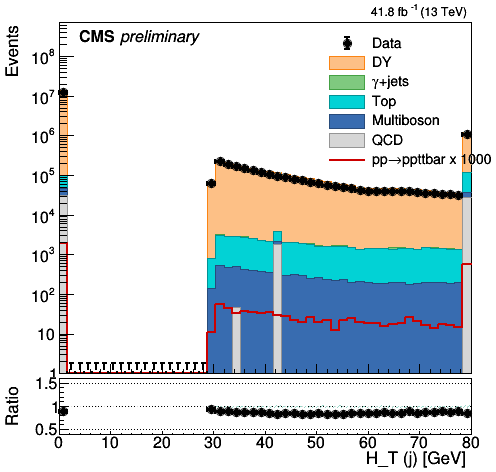 41.8 fb⁻¹ (13 TeV)
CMS preliminary
Events
Data
DY
γ+jets
Top
Multiboson
QCD
pp→ppttbar x 1000
10⁸
10⁷
10⁶
10⁵
10⁴
10³
10²
10
1
Ratio
1.5
1
0.5
0 10 20 30 40 50 60 70 80
H_T (j) [GeV]